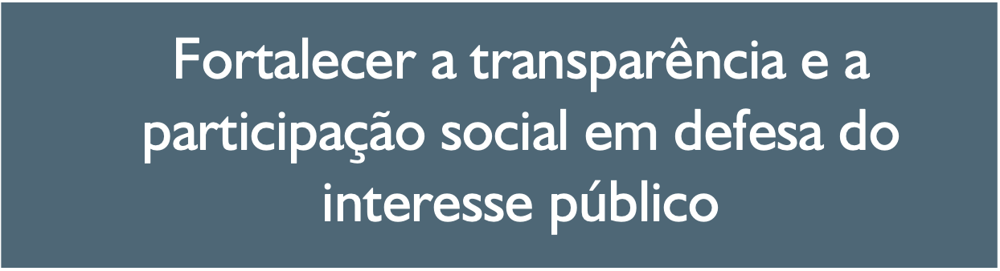 Fortalecer a transparência e a
participação social em defesa do
interesse público